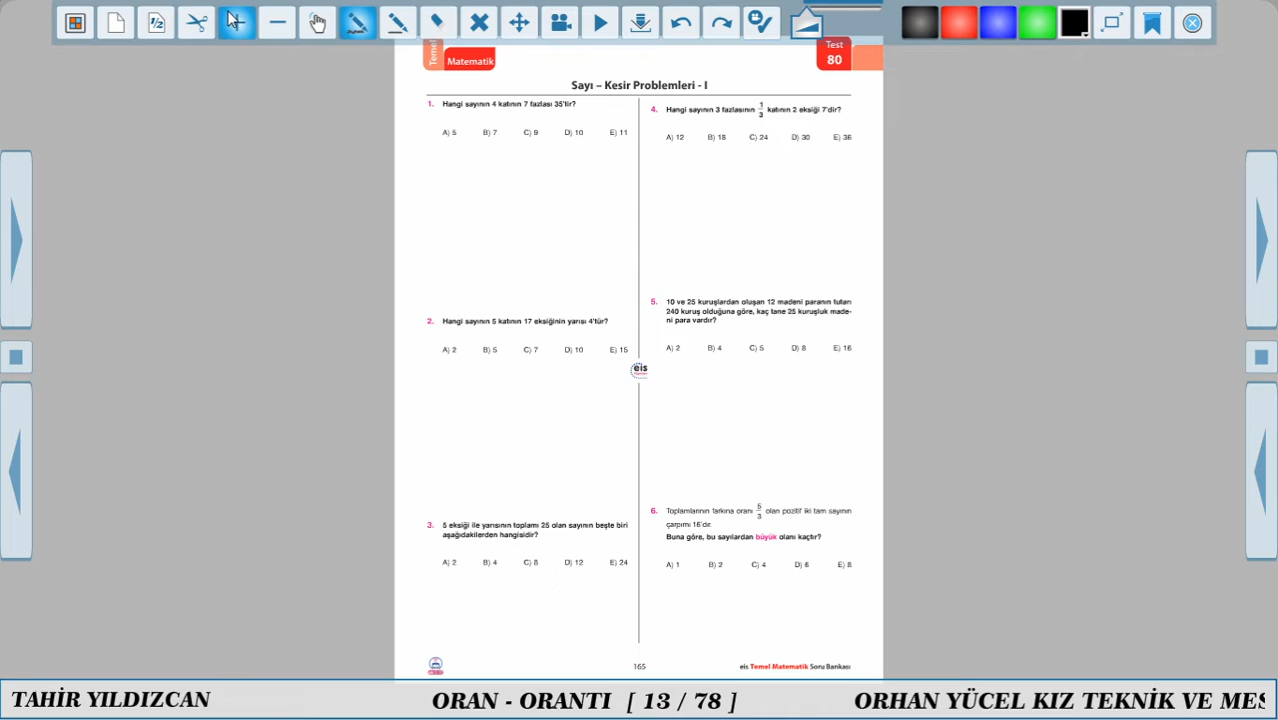 1/2
Temel
Matematik
Test
80
Sayı – Kesir Problemleri - I
1. Hangi sayının 4 katının 7 fazlası 35'tir?
A) 5 B) 7 C) 9 D) 10 E) 11
2. Hangi sayının 5 katının 17 eksiğinin yarısı 4'tür?
A) 2 B) 5 C) 7 D) 10 E) 15
3. 5 eksiği ile yarısının toplamı 25 olan sayının beşte biri
aşağıdakilerden hangisidir?
A) 2 B) 4 C) 8 D) 12 E) 24
4. Hangi sayının 3 fazlasının 1/3 katının 2 eksiği 7'dir?
A) 12 B) 18 C) 24 D) 30 E) 36
5. 10 ve 25 kuruşlardan oluşan 12 madeni paranın tutarı
240 kuruş olduğuna göre, kaç tane 25 kuruşluk made-
ni para vardır?
A) 2 B) 4 C) 5 D) 8 E) 16
eis
6. Toplamlarının farkına oranı 5/3 olan pozitif iki tam sayının
çarpımı 16'dır.
Buna göre, bu sayılardan büyük olanı kaçtır?
A) 1 B) 2 C) 4 D) 6 E) 8
165
eis Temel Matematik Soru Bankası
TAHİR YILDIZCAN ORAN - ORANTI [ 13 / 78 ] ORHAN YÜCEL KIZ TEKNİK VE MES